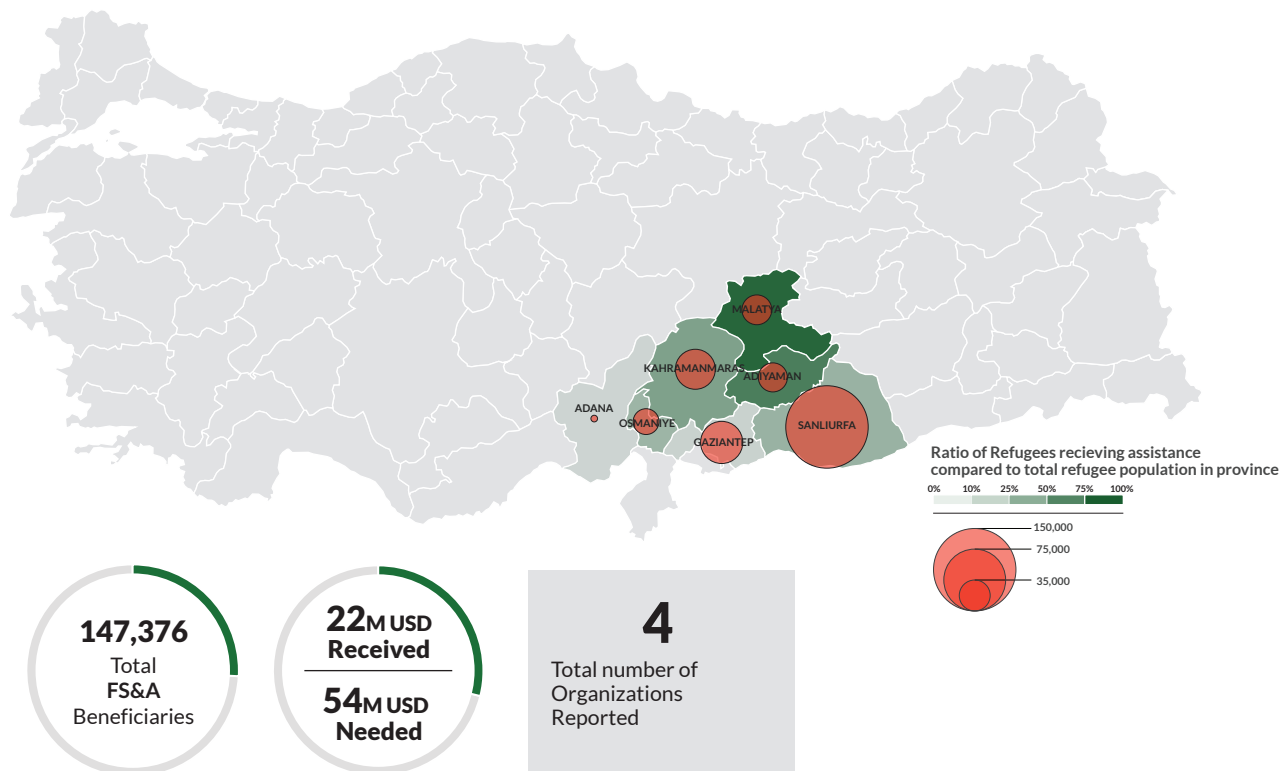 MALATYA
KAHRAMANMARAS
ADIYAMAN
ADANA
OSMANIYE
SANLIURFA
GAZIANTEP
Ratio of Refugees recieving assistance
compared to total refugee population in province
0% 10% 25% 50% 75% 100%
150,000
75,000
35,000
147,376
Total
FS&A
Beneficiaries
22M USD
Received
54M USD
Needed
4
Total number of
Organizations
Reported